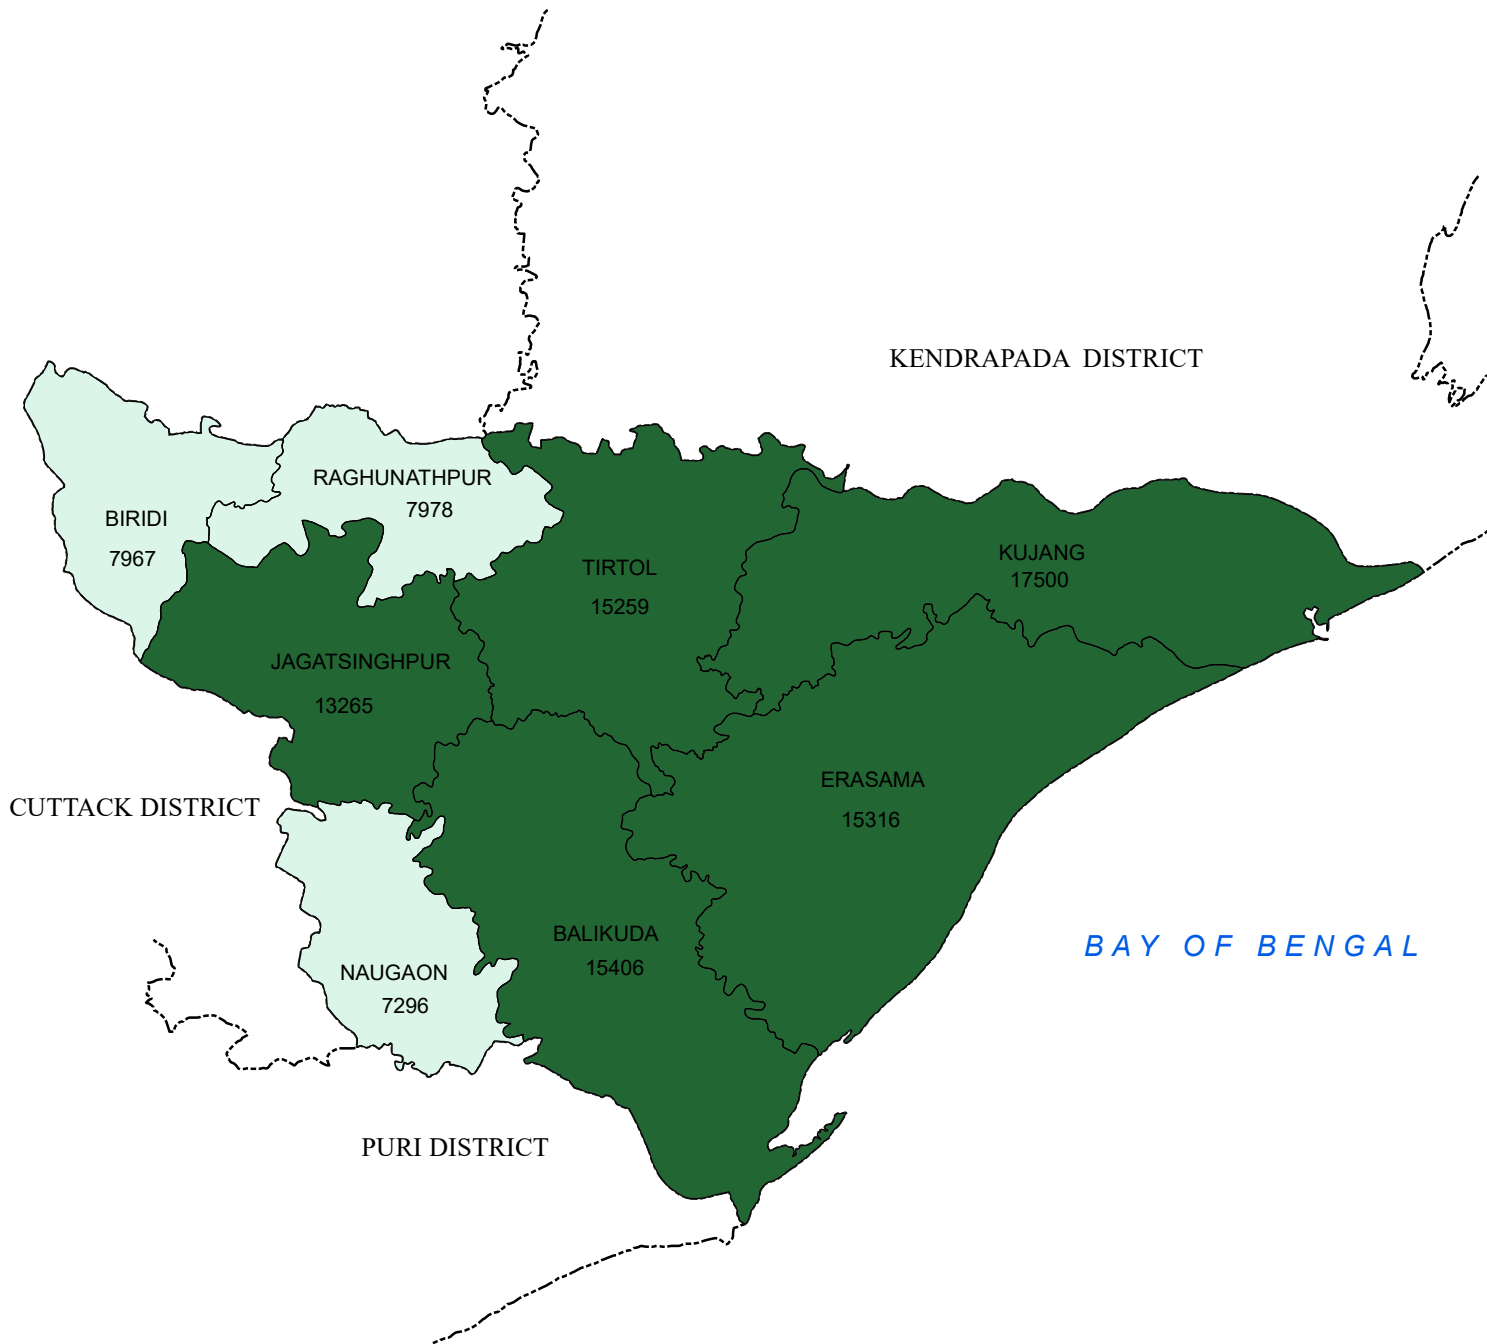 KENDRAPADA DISTRICT
RAGHUNATHPUR
7978
BIRIDI
7967
TIRTOL
15259
KUJANG
17500
JAGATSINGHPUR
13265
ERASAMA
15316
CUTTACK DISTRICT
BALIKUDA
15406
BAY OF BENGAL
NAUGAON
7296
PURI DISTRICT